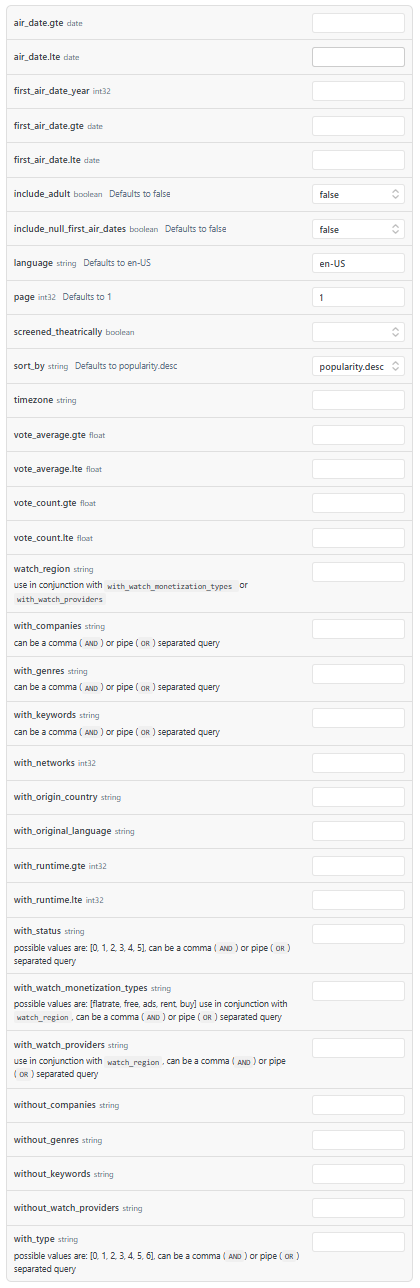 air_date.gte date
air_date.lte date
first_air_date_year int32
first_air_date.gte date
first_air_date.lte date
include_adult boolean Defaults to false false
include_null_first_air_dates boolean Defaults to false false
language string Defaults to en-US en-US
page int32 Defaults to 1 1
screened_theatrically boolean
sort_by string Defaults to popularity.desc popularity.desc
timezone string
vote_average.gte float
vote_average.lte float
vote_count.gte float
vote_count.lte float
watch_region string
use in conjunction with with_watch_monetization_types or
with_watch_providers
with_companies string
can be a comma ( AND ) or pipe ( OR ) separated query
with_genres string
can be a comma ( AND ) or pipe ( OR ) separated query
with_keywords string
can be a comma ( AND ) or pipe ( OR ) separated query
with_networks int32
with_origin_country string
with_original_language string
with_runtime.gte int32
with_runtime.lte int32
with_status string
possible values are: [0, 1, 2, 3, 4, 5], can be a comma ( AND ) or pipe ( OR )
separated query
with_watch_monetization_types string
possible values are: [flatrate, free, ads, rent, buy] use in conjunction with
watch_region , can be a comma ( AND ) or pipe ( OR ) separated query
with_watch_providers string
use in conjunction with watch_region , can be a comma ( AND ) or pipe
( OR ) separated query
without_companies string
without_genres string
without_keywords string
without_watch_providers string
with_type string
possible values are: [0, 1, 2, 3, 4, 5, 6], can be a comma ( AND ) or pipe ( OR )
separated query